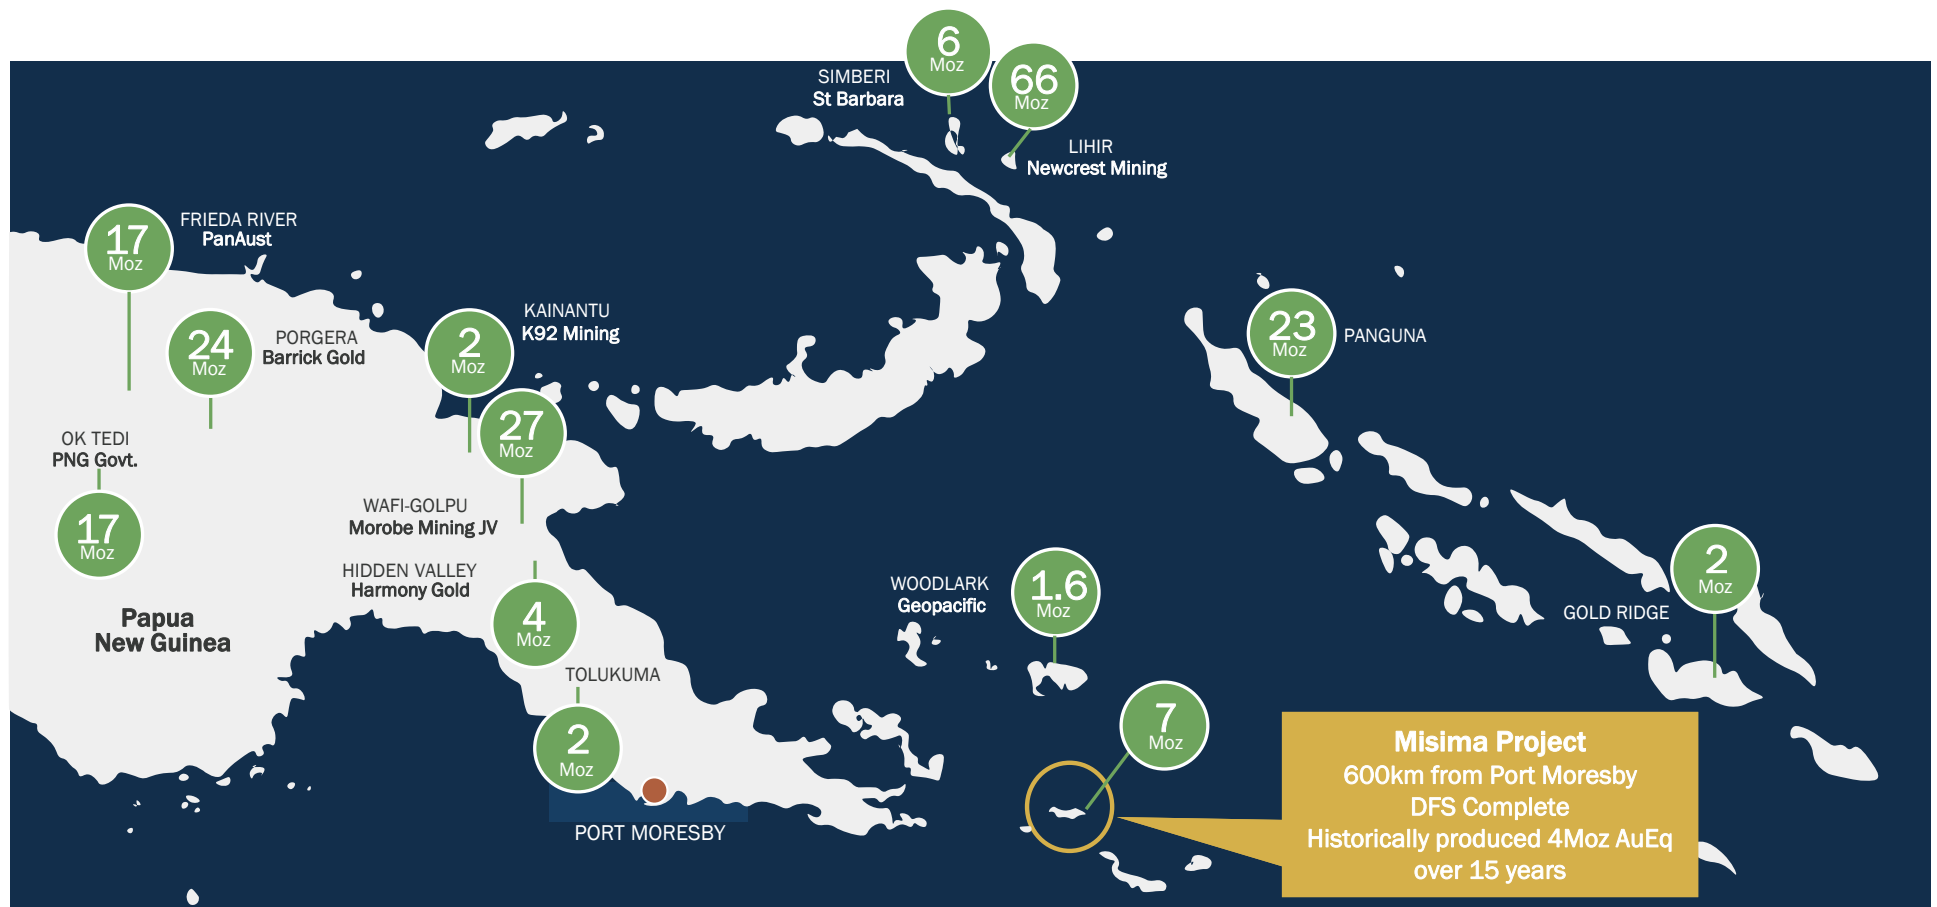 6
Moz
SIMBERI
St Barbara
66
Moz
LIHIR
Newcrest Mining
17
Moz
FRIEDA RIVER
PanAust
24
Moz
PORGERA
Barrick Gold
2
Moz
KAINANTU
K92 Mining
23
Moz
PANGUNA
27
Moz
OK TEDI
PNG Govt.
17
Moz
WAFI-GOLPU
Morobe Mining JV
HIDDEN VALLEY
Harmony Gold
4
Moz
WOODLARK
Geopacific
1.6
Moz
2
Moz
GOLD RIDGE
Papua
New Guinea
TOLUKUMA
2
Moz
PORT MORESBY
7
Moz
Misima Project
600km from Port Moresby
DFS Complete
Historically produced 4Moz AuEq
over 15 years